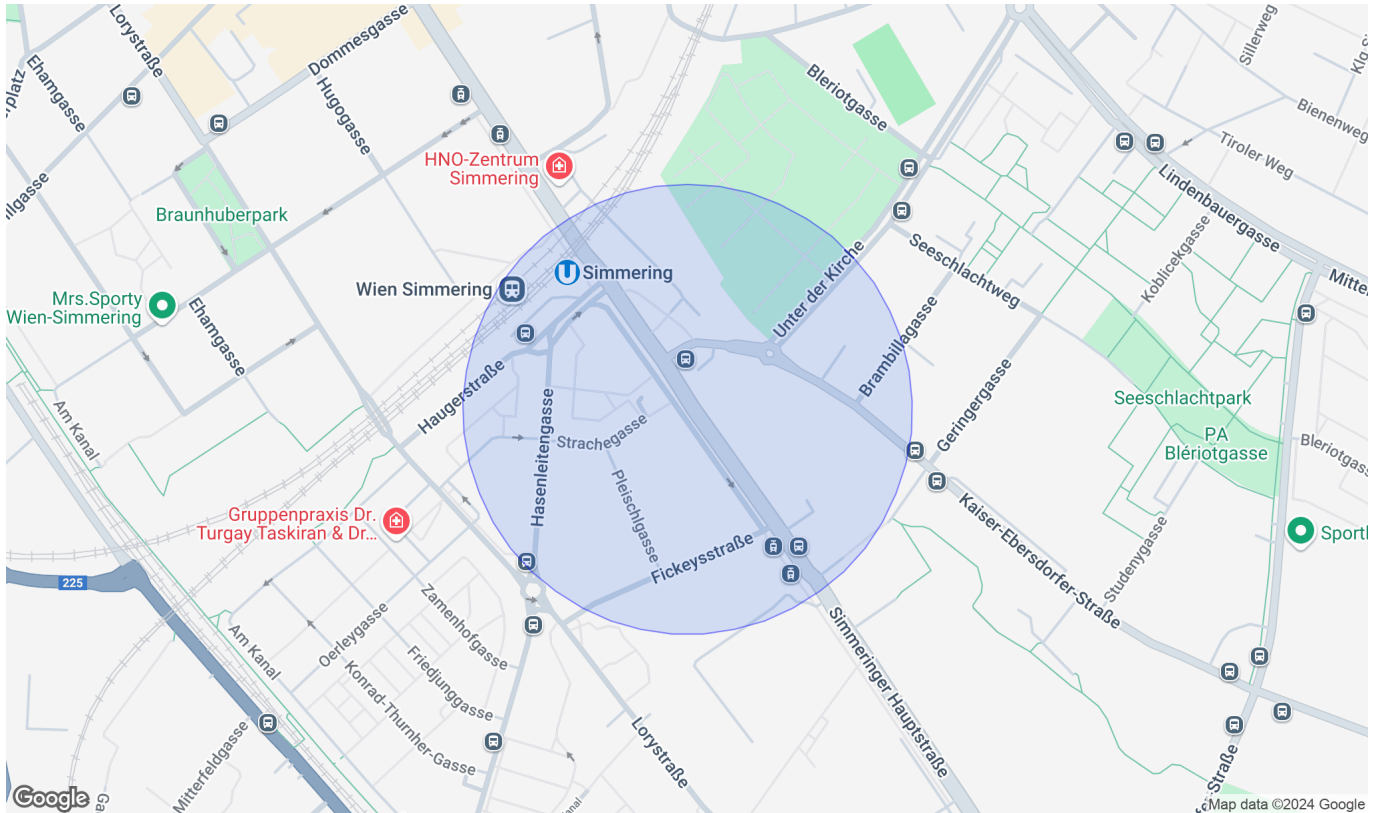 Lorystraße
Dommesgasse
Ehamgasse
Hugogasse
Bleriotgasse
Sillerweg
Bienenweg
Tiroler Weg
Lindenbauergasse
HNO-Zentrum
Simmering
Braunhuberpark
Seeschlachtweg
Koblicekgasse
Unter der Kirche
U Simmering
Wien Simmering
Mrs.Sporty
Wien-Simmering
Ehamgasse
Brambillagasse
Geringergasse
Haugerstraße
Am Kanal
Hasenleitengasse
Strachegasse
Pleischlgasse
Seeschlachtpark
PA
Blériotgasse
Gruppenpraxis Dr.
Turgay Taskiran & Dr...
Kaiser-Ebersdorfer-Straße
Studenygasse
Fickeysstraße
225
Zamenhofgasse
Oerleygasse
Am Kanal
Friedjunggasse
Konrad-Thurnher-Gasse
Simmeringer Hauptstraße
Lorystraße
Mitterfeldgasse
Google
Map data ©2024 Google